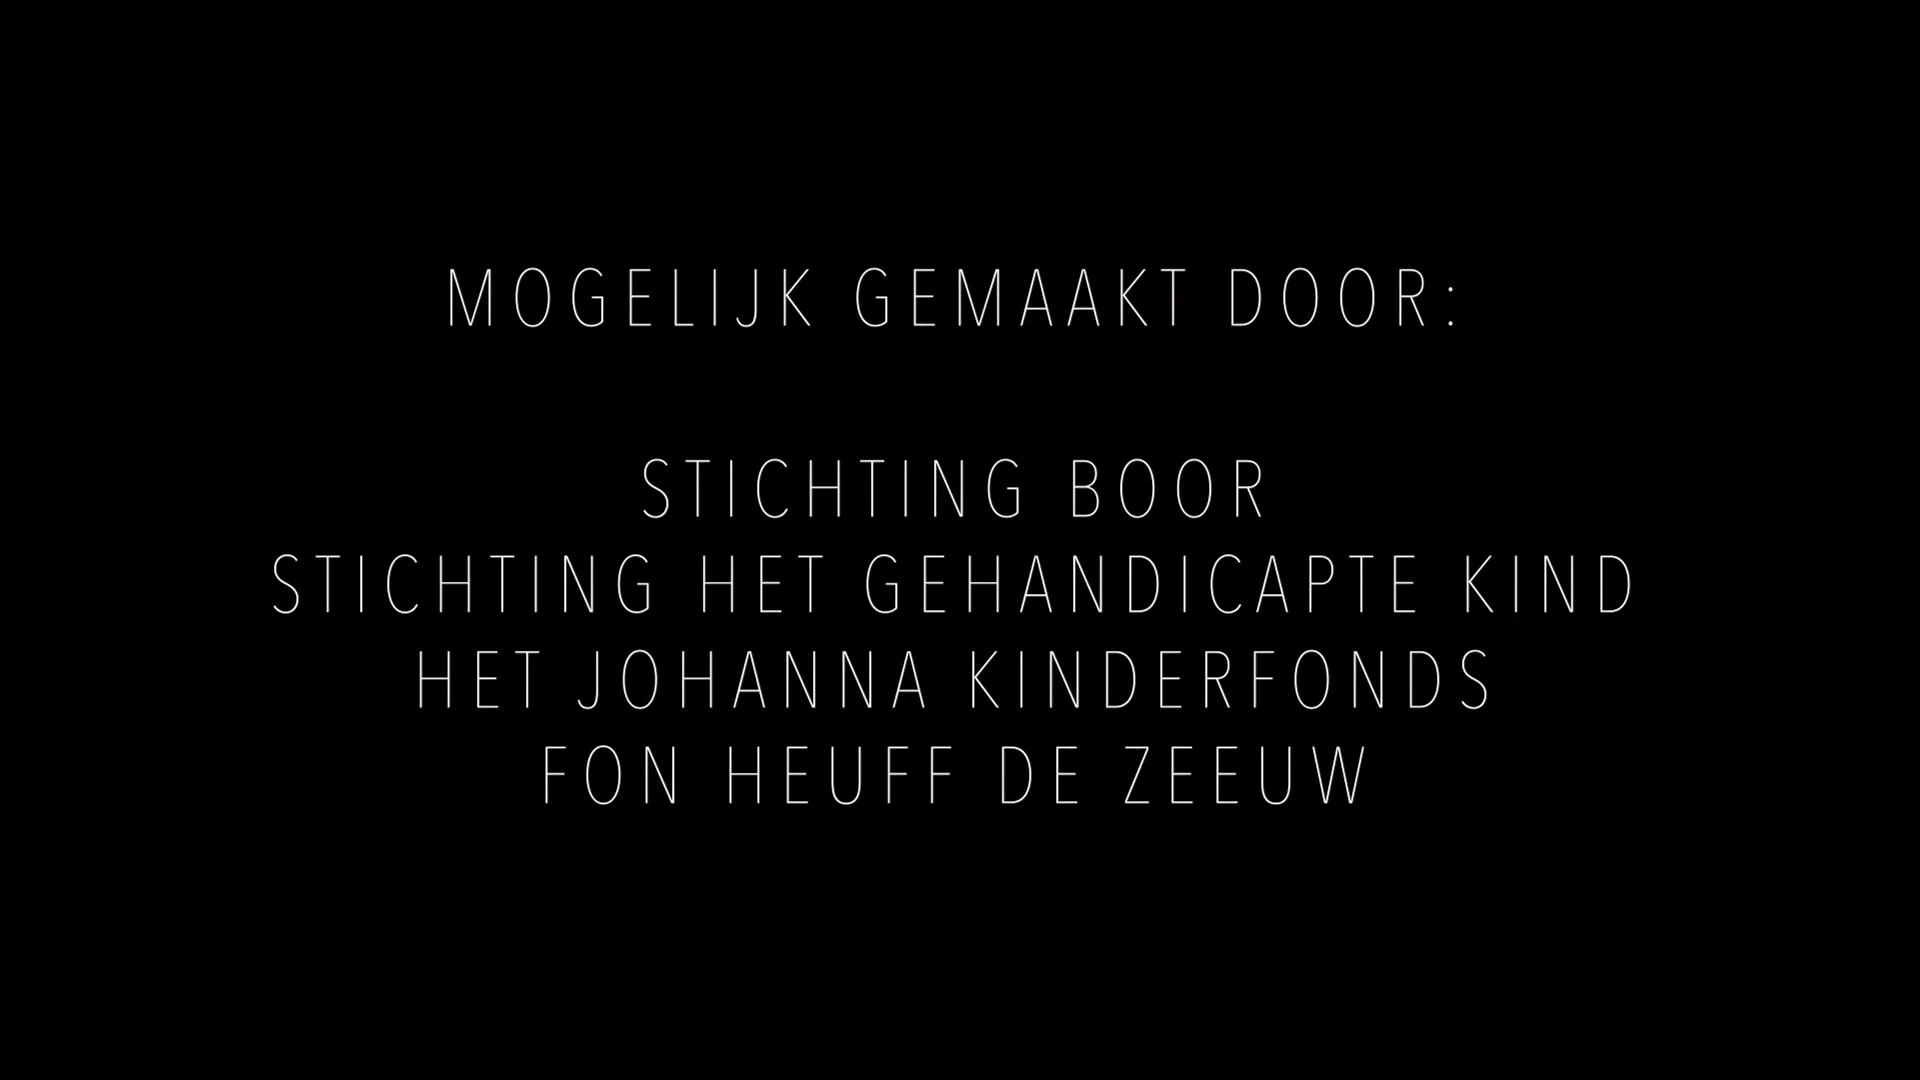 MOGELIJK GEMAAKT DOOR:
STICHTING BOOR
STICHTING HET GEHANDICAPTE KIND
HET JOHANNA KINDERFONDS
FON HEUFF DE ZEEUW